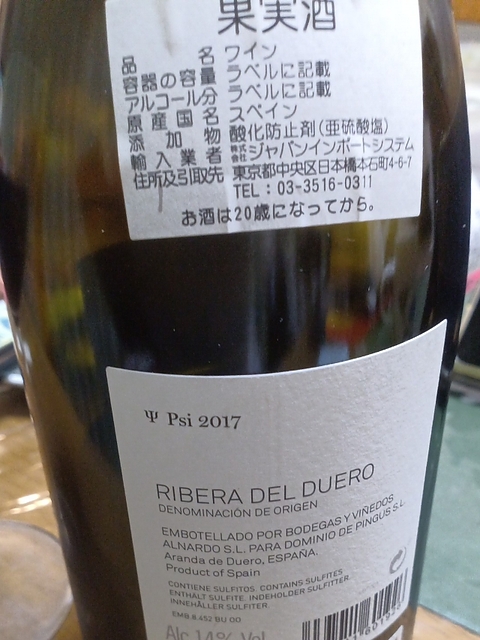 果実酒
品名 ワイン
容器の容量 ラベルに記載
アルコール分 ラベルに記載
原産国名 スペイン
添加物 酸化防止剤(亜硫酸塩)
輸入業者 株式会社ジャパンインポートシステム
住所及引取先 東京都中央区日本橋本石町4-6-7
TEL:03-3516-0311
お酒は20歳になってから。
Ψ Psi 2017
RIBERA DEL DUERO
DENOMINACIÓN DE ORIGEN
EMBOTELLADO POR BODEGAS Y VIÑEDOS
ALNARDO S.L. PARA DOMINIO DE PINGUS S.L.
Aranda de Duero, ESPAÑA.
Product of Spain
CONTIENE SULFITOS. CONTAINS SULFITES
ENTHÄLT SULFITE. INDEHOLDER SULFITTER.
INNEHÅLLER SULFITER.
EMB.8.452 BU 00
Alc.14% Vol.